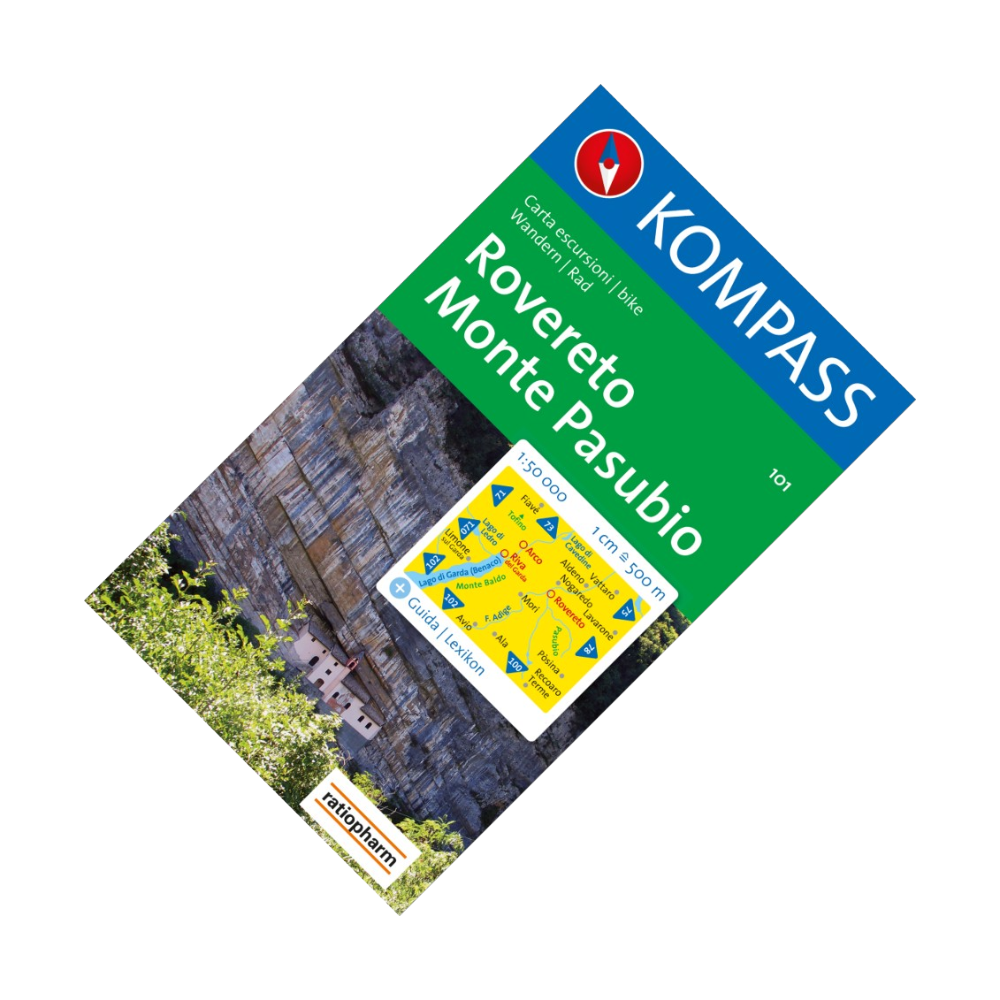 KOMPASS
Carta escursioni | bike
Wandern | Rad
101
Rovereto
Monte Pasubio
1:50 000
1 cm ≙ 500 m
71
Fiavé
Tofino
73
071
Lago di
Ledro
Lago di
Cavedine
Limone
sul Garda
Arco
Riva
del Garda
102
Lago di Garda (Benaco)
Monte Baldo
Aldeno
Vattaro
Nogaredo
Rovereto
Lavarone
75
102
Mori
F. Adige
Avio
Ala
Pasubio
78
100
Pòsina
Recoaro
Terme
+ Guida | Lexikon
ratiopharm